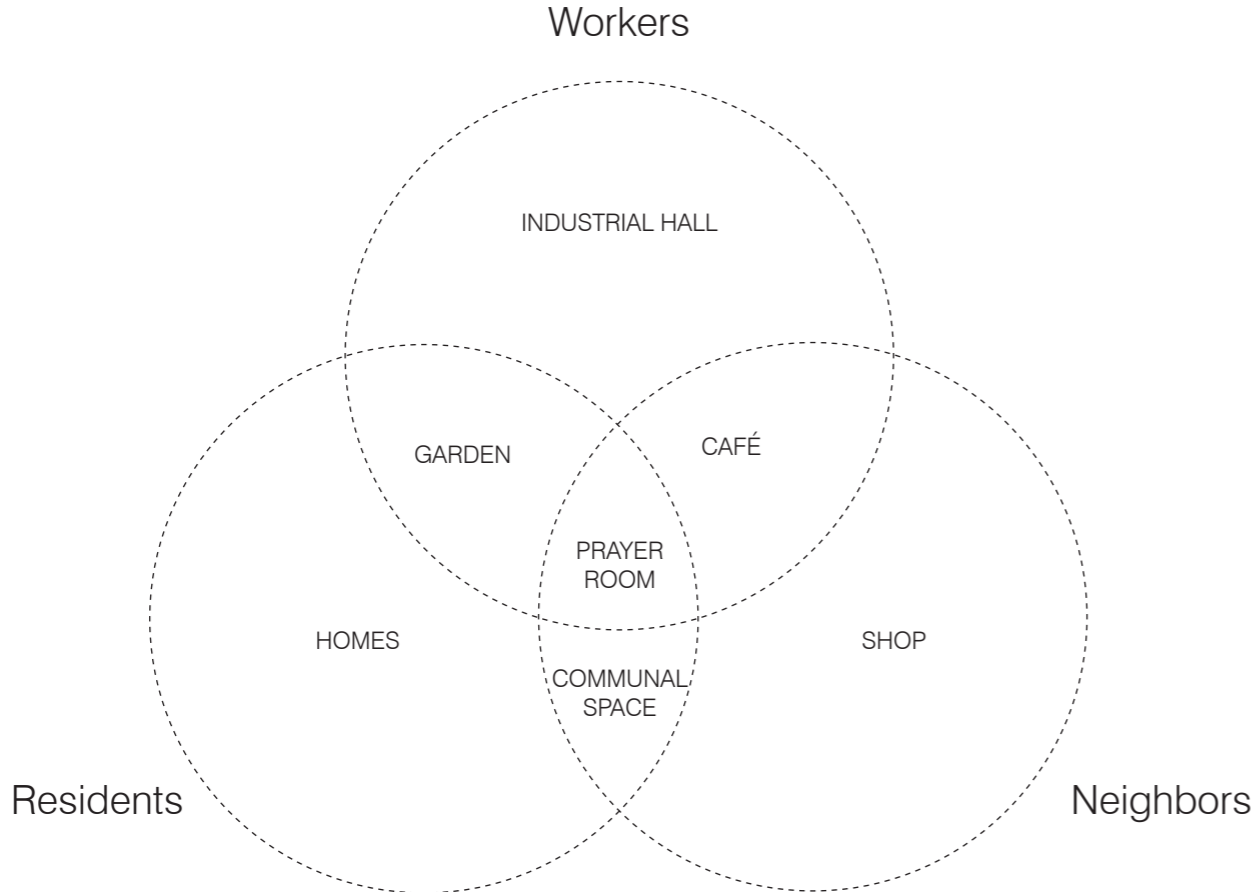 Workers
INDUSTRIAL HALL
GARDEN
CAFÉ
PRAYER
ROOM
HOMES
SHOP
COMMUNAL
SPACE
Residents
Neighbors